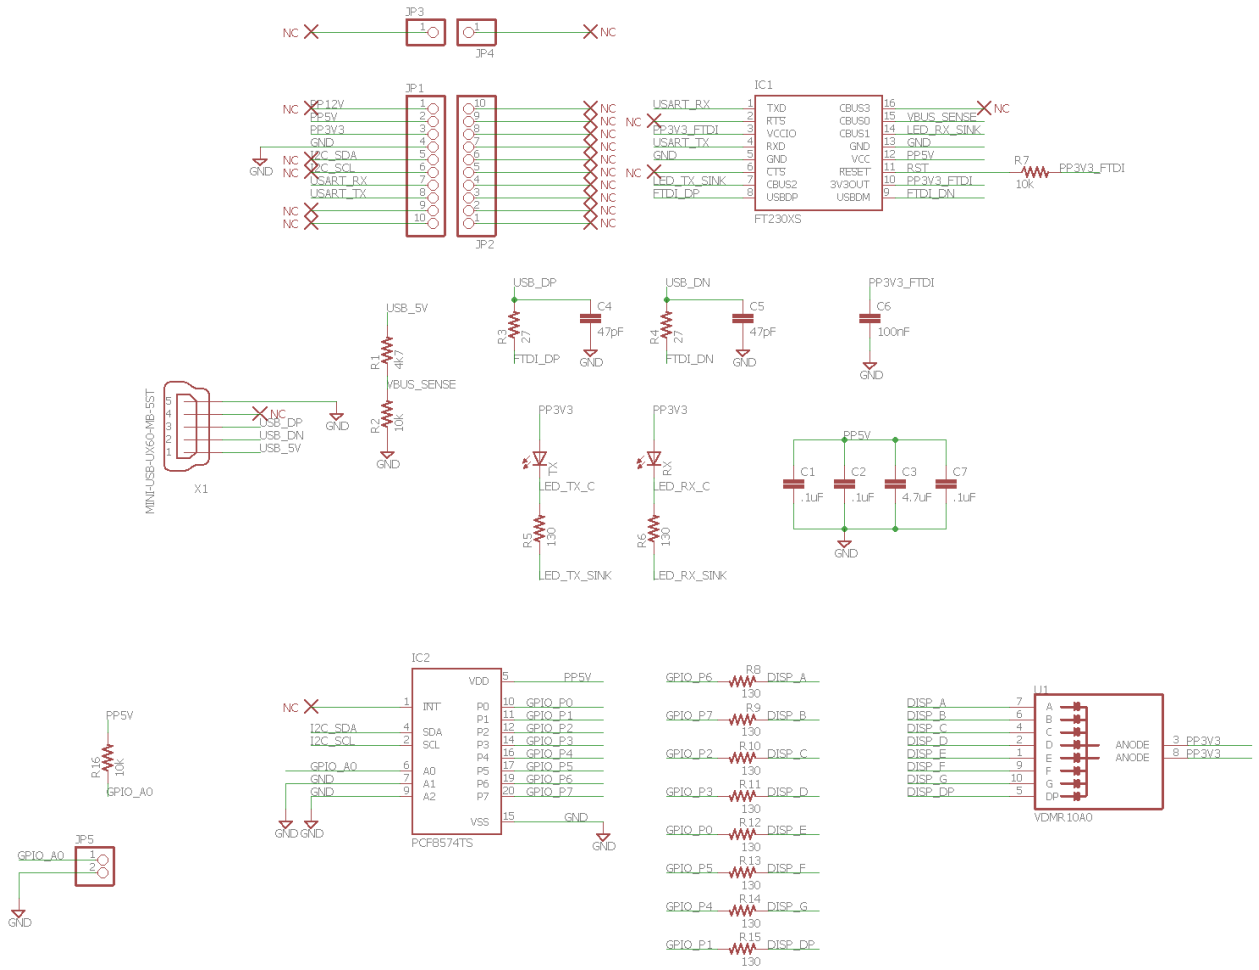 JP3
NC 1 1 NC
JP4
JP1
NC PP12V 1 10 NC
PP5V 2 9 NC
PP3V3 3 8 NC
GND 4 7 NC
GND
NC I2C_SDA 5 6 NC
NC I2C_SCL 6 5 NC
USART_RX 7 4 NC
USART_TX 8 3 NC
NC 9 2 NC
NC 10 1 NC
JP2
IC1
USART_RX 1 TXD CBUS3 16 NC
NC 2 RTS CBUS0 15 VBUS_SENSE
PP3V3_FTDI 3 VCCIO CBUS1 14 LED_RX_SINK
USART_TX 4 RXD GND 13 GND
GND 5 GND VCC 12 PP5V
NC 6 CTS RESET 11 RST
LED_TX_SINK 7 CBUS2 3V3OUT 10 PP3V3_FTDI
FTDI_DP 8 USBDP USBDM 9 FTDI_DN
FT230XS
R7
10k
PP3V3_FTDI
USB_5V
R1
4k7
VBUS_SENSE
R2
10k
GND
USB_DP
R3
27
C4
47pF
FTDI_DP
GND
USB_DN
R4
27
C5
47pF
FTDI_DN
GND
PP3V3_FTDI
C6
100nF
GND
MINI-USB-UX60-MB-5ST
5
4 NC
3 USB_DP
2 USB_DN
1 USB_5V
GND
X1
PP3V3
TX
LED_TX_C
R5
130
LED_TX_SINK
PP3V3
RX
LED_RX_C
R6
130
LED_RX_SINK
PP5V
C1
.1uF
C2
.1uF
C3
4.7uF
C7
.1uF
GND
PP5V
R16
10k
GPIO_A0
JP5
GPIO_A0 1
2
GND
IC2
VDD 5 PP5V
NC 1 INT P0 10 GPIO_P0
P1 11 GPIO_P1
I2C_SDA 4 SDA P2 12 GPIO_P2
I2C_SCL 2 SCL P3 14 GPIO_P3
P4 16 GPIO_P4
GPIO_A0 6 A0 P5 17 GPIO_P5
GND 7 A1 P6 19 GPIO_P6
GND 9 A2 P7 20 GPIO_P7
VSS 15 GND
GND GND
GND
PCF8574TS
GPIO_P6 R8 DISP_A
130
GPIO_P7 R9 DISP_B
130
GPIO_P2 R10 DISP_C
130
GPIO_P3 R11 DISP_D
130
GPIO_P0 R12 DISP_E
130
GPIO_P5 R13 DISP_F
130
GPIO_P4 R14 DISP_G
130
GPIO_P1 R15 DISP_DP
130
U1
DISP_A 7 A
DISP_B 6 B
DISP_C 4 C
DISP_D 2 D ANODE 3 PP3V3
DISP_E 1 E ANODE 8 PP3V3
DISP_F 9 F
DISP_G 10 G
DISP_DP 5 DP
VDMR10A0